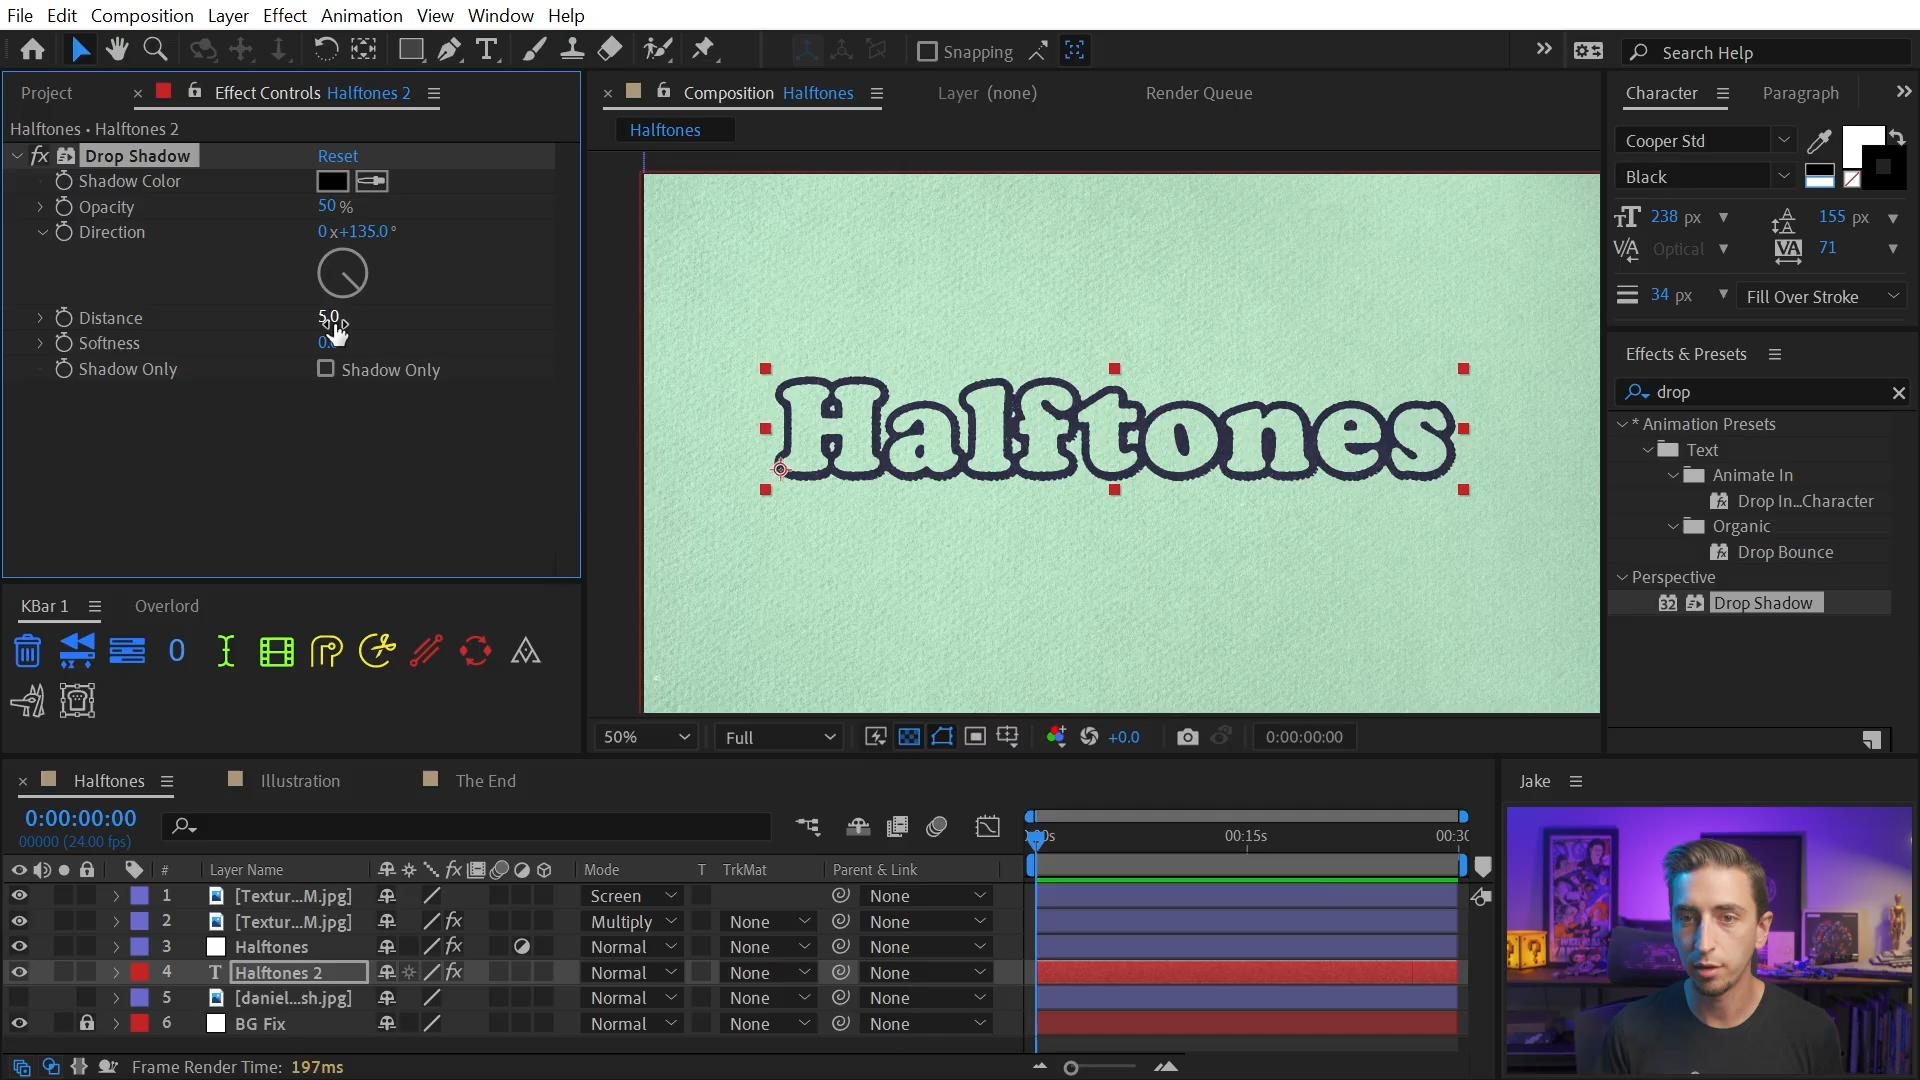 File Edit Composition Layer Effect Animation View Window Help
Snapping
Search Help
Project
Effect Controls Halftones 2
Composition Halftones
Layer (none)
Render Queue
Character
Paragraph
Halftones • Halftones 2
Halftones
Drop Shadow Reset
Shadow Color
Opacity 50 %
Direction 0 x+135.0 °
Distance 5.0
Softness
Shadow Only Shadow Only
Cooper Std
Black
238 px 155 px
Optical 71
34 px Fill Over Stroke
Halftones
Effects & Presets
drop
* Animation Presets
Text
Animate In
Drop In...Character
Organic
Drop Bounce
Perspective
32 Drop Shadow
KBar 1 Overlord
0
50% Full +0.0 0:00:00:00
Halftones Illustration The End
Jake
0:00:00:00
00000 (24.00 fps)
00:15s
# Layer Name Mode T TrkMat Parent & Link
1 [Textur...M.jpg] Screen None
2 [Textur...M.jpg] Multiply None None
3 Halftones Normal None None
4 T Halftones 2 Normal None None
5 [daniel...sh.jpg] Normal None None
6 BG Fix Normal None None
Frame Render Time: 197ms